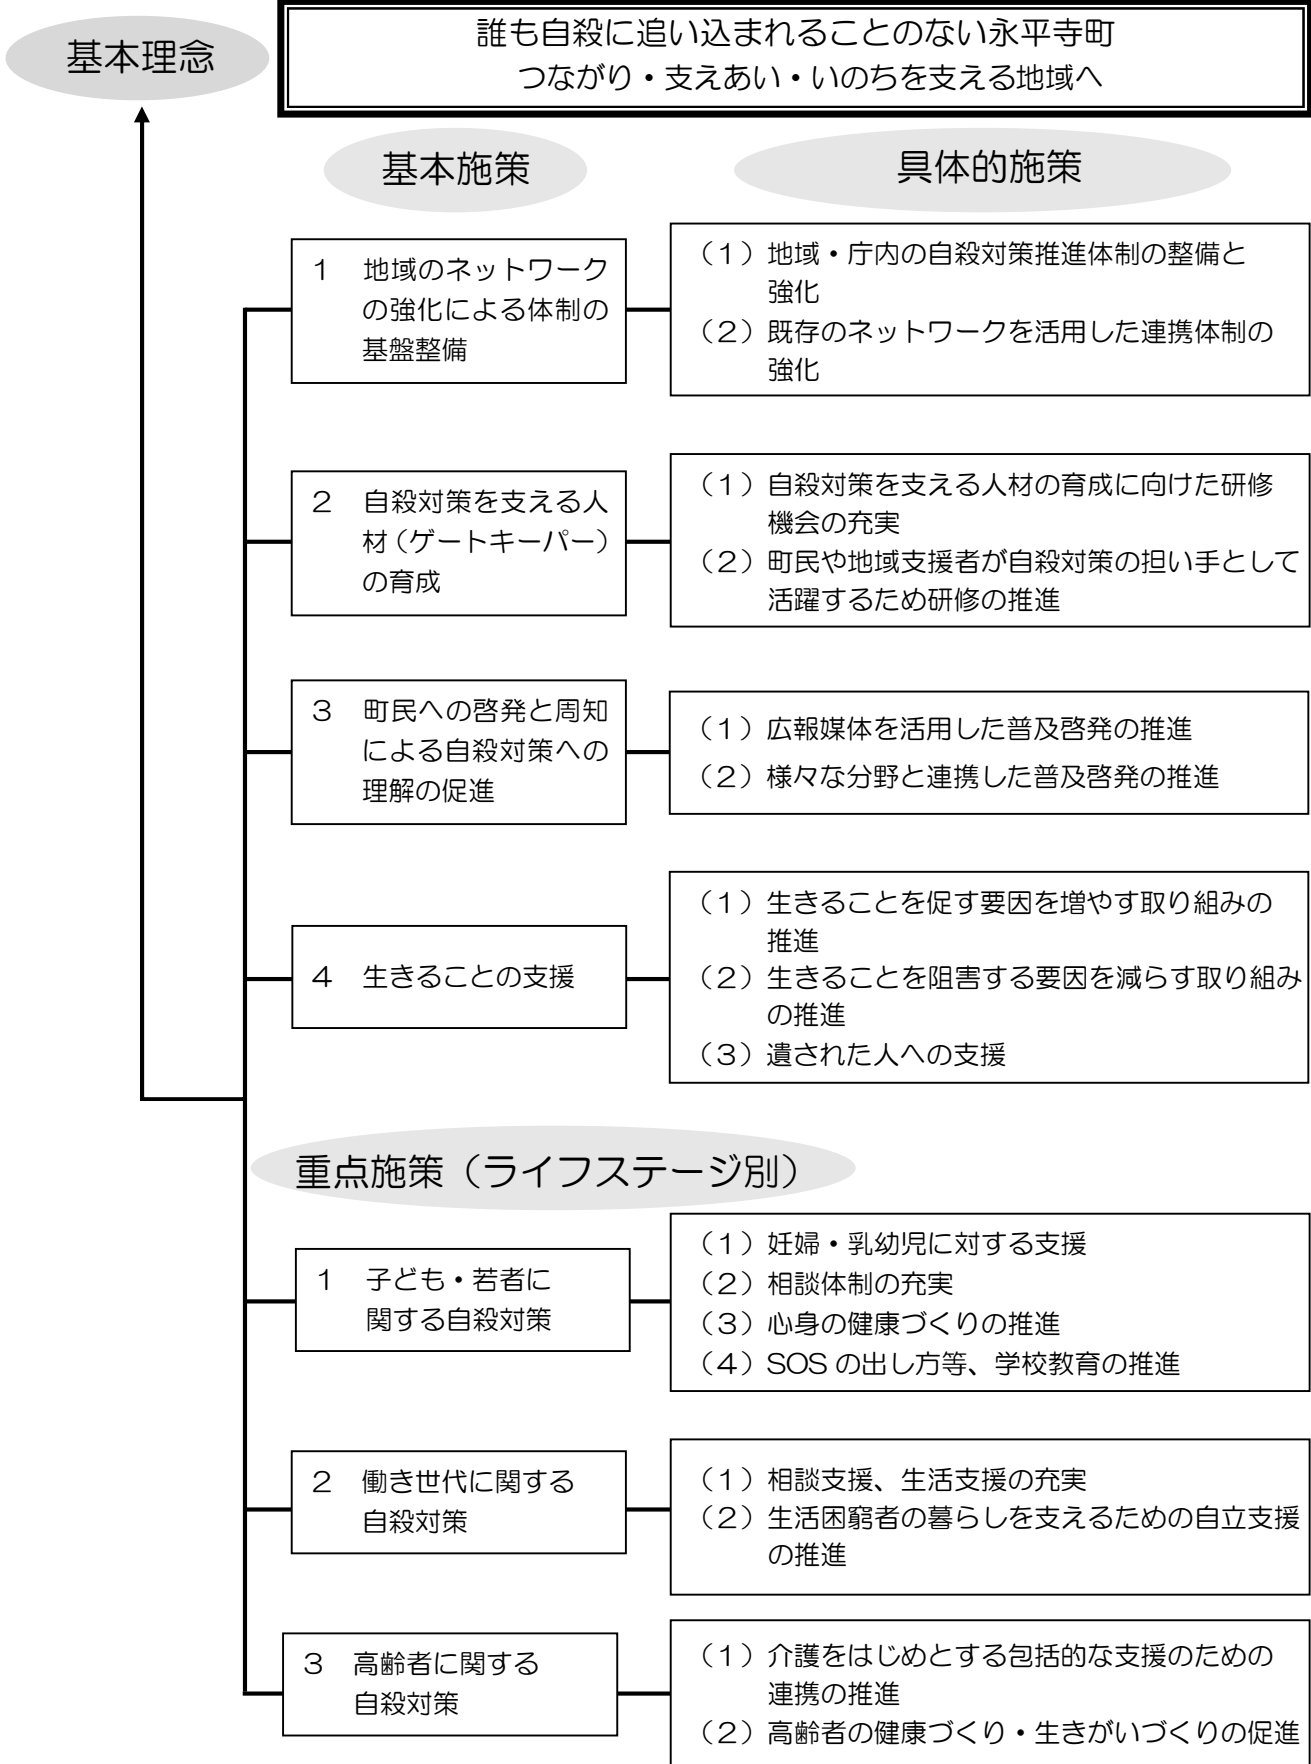 基本理念
誰も自殺に追い込まれることのない永平寺町
つながり・支えあい・いのちを支える地域へ
基本施策
具体的施策
１　地域のネットワーク
の強化による体制の
基盤整備
（１）地域・庁内の自殺対策推進体制の整備と
強化
（２）既存のネットワークを活用した連携体制の
強化
２　自殺対策を支える人
材（ゲートキーパー）
の育成
（１）自殺対策を支える人材の育成に向けた研修
機会の充実
（２）町民や地域支援者が自殺対策の担い手として
活躍するため研修の推進
３　町民への啓発と周知
による自殺対策への
理解の促進
（１）広報媒体を活用した普及啓発の推進
（２）様々な分野と連携した普及啓発の推進
４　生きることの支援
（１）生きることを促す要因を増やす取り組みの
推進
（２）生きることを阻害する要因を減らす取り組み
の推進
（３）遺された人への支援
重点施策（ライフステージ別）
１　子ども・若者に
関する自殺対策
（１）妊婦・乳幼児に対する支援
（２）相談体制の充実
（３）心身の健康づくりの推進
（４）SOS の出し方等、学校教育の推進
２　働き世代に関する
自殺対策
（１）相談支援、生活支援の充実
（２）生活困窮者の暮らしを支えるための自立支援
の推進
３　高齢者に関する
自殺対策
（１）介護をはじめとする包括的な支援のための
連携の推進
（２）高齢者の健康づくり・生きがいづくりの促進